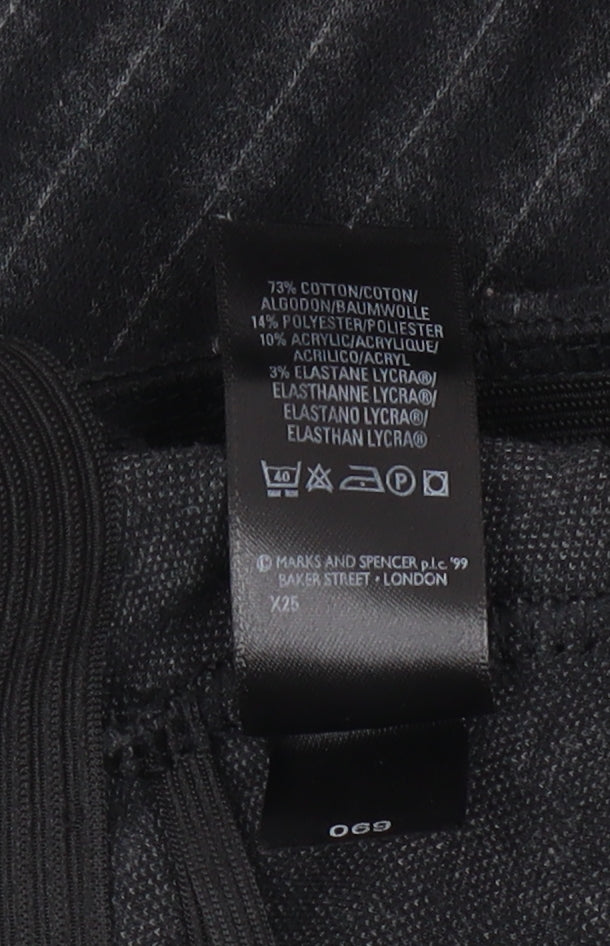 73% COTTON/COTON/
ALGODON/BAUMWOLLE
14% POLYESTER/POLIESTER
10% ACRYLIC/ACRYLIQUE/
ACRILICO/ACRYL
3% ELASTANE LYCRA®/
ELASTHANNE LYCRA®/
ELASTANO LYCRA®/
ELASTHAN LYCRA®
40 P
© MARKS AND SPENCER p.l.c. '99
BAKER STREET • LONDON
X25
069